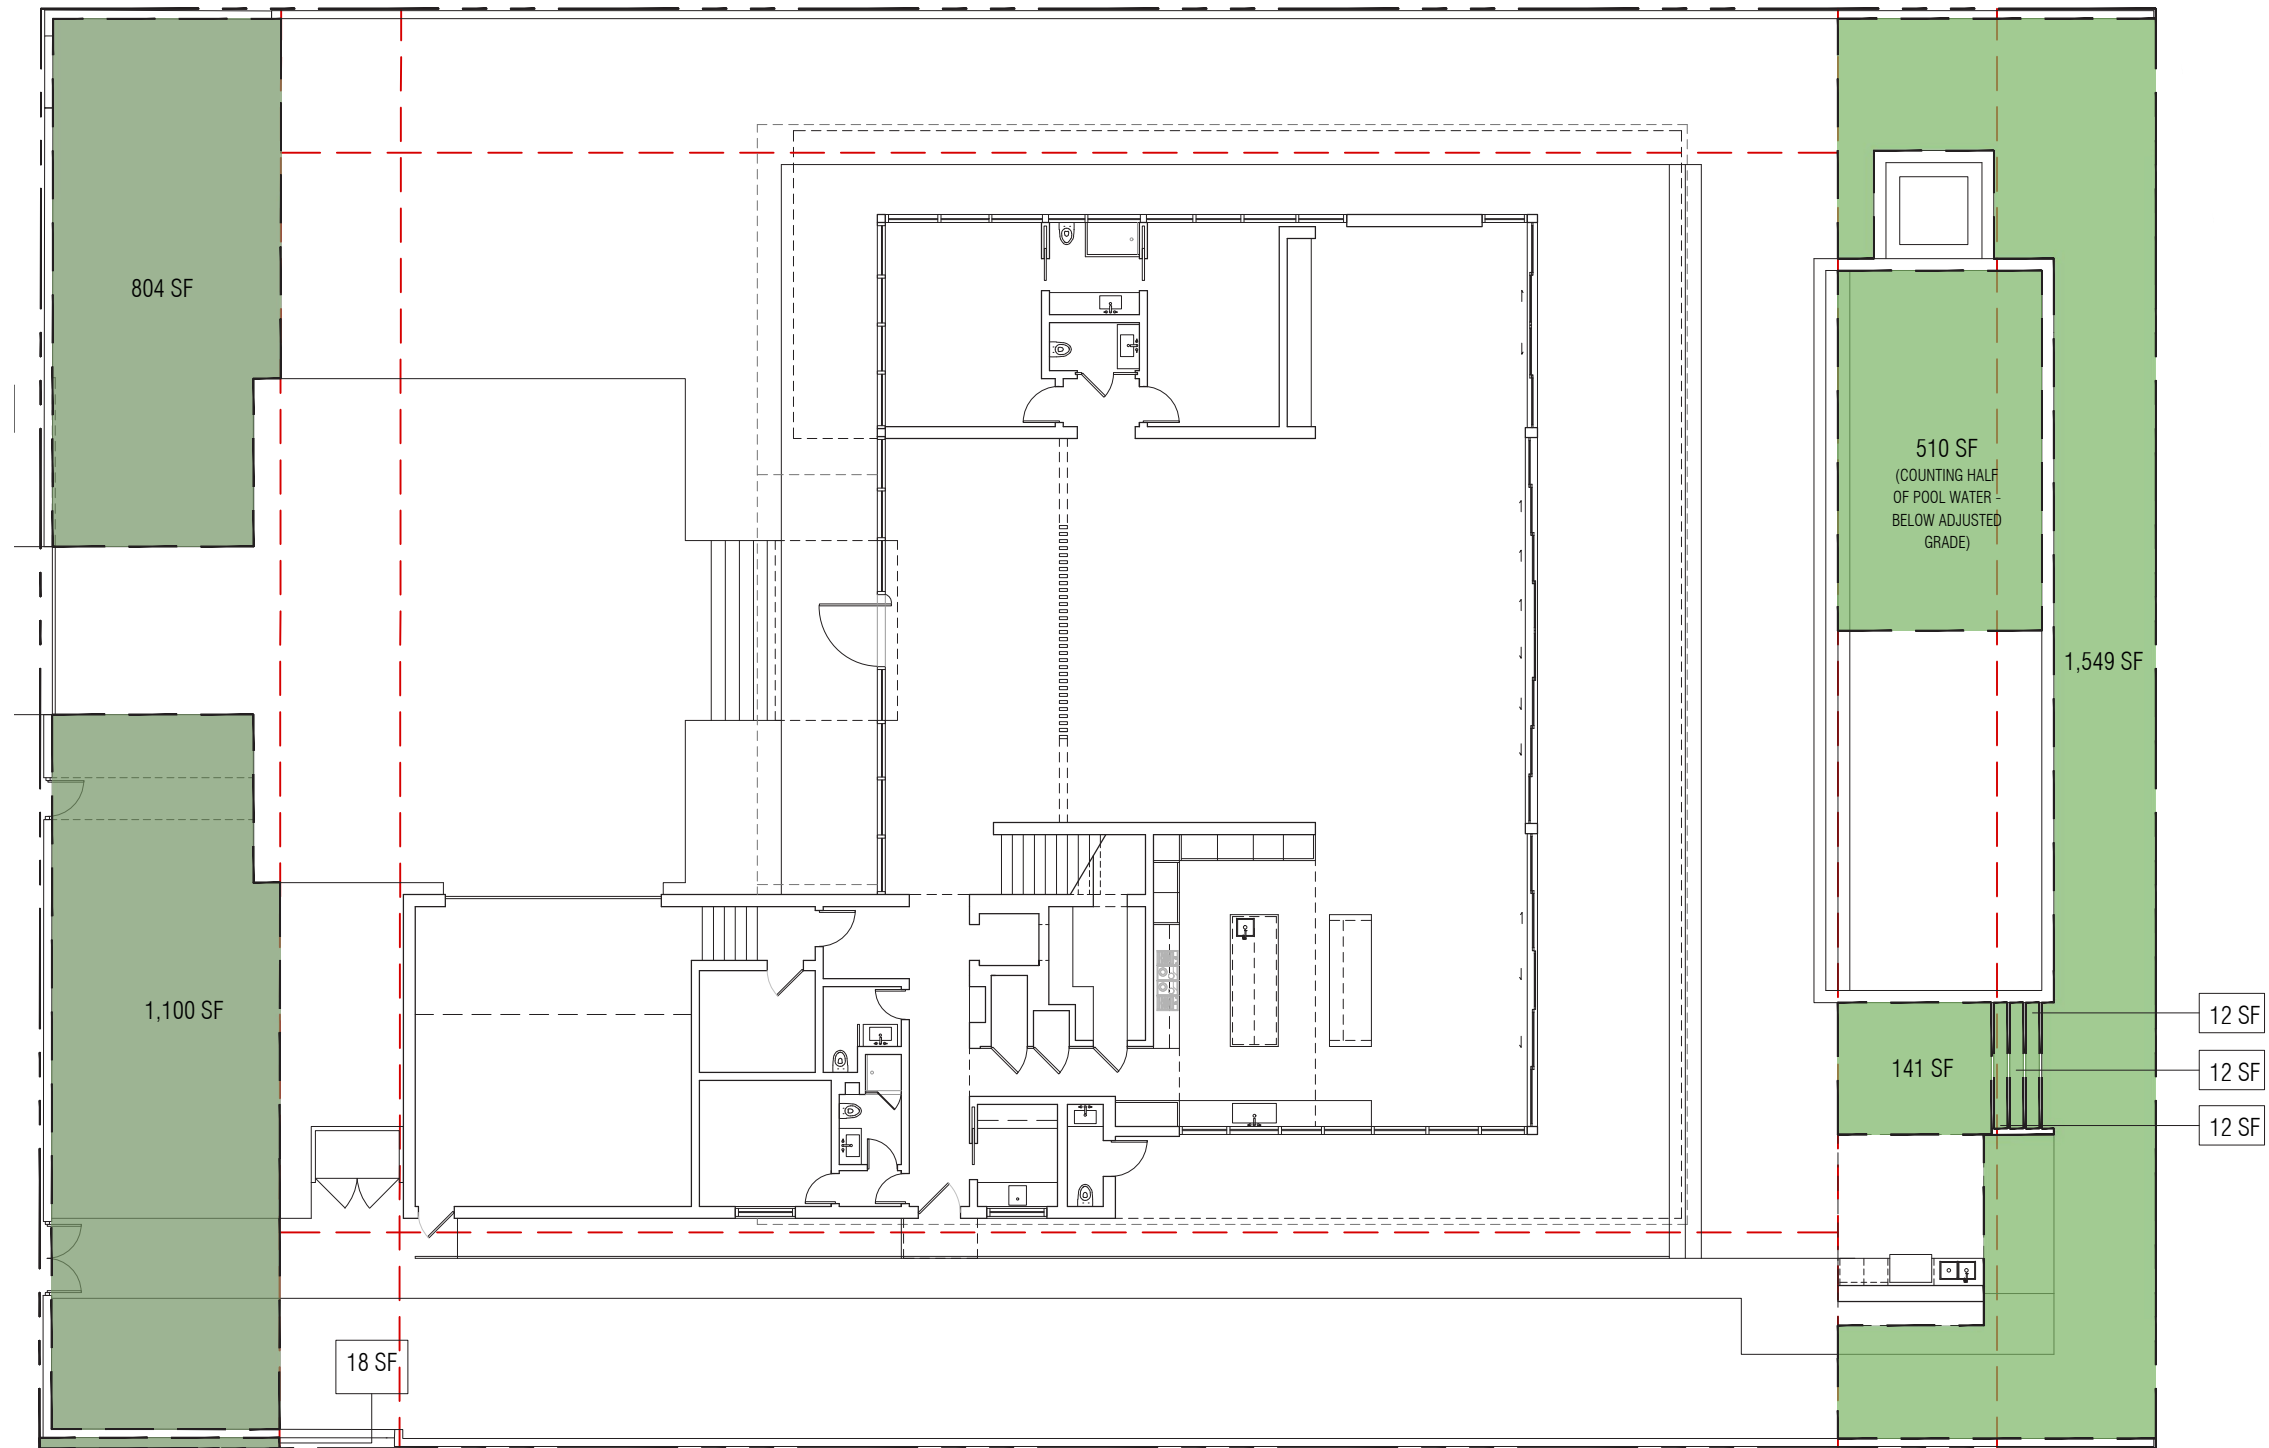 804 SF
510 SF
(COUNTING HALF
OF POOL WATER -
BELOW ADJUSTED
GRADE)
1,549 SF
1,100 SF
12 SF
141 SF
12 SF
12 SF
18 SF